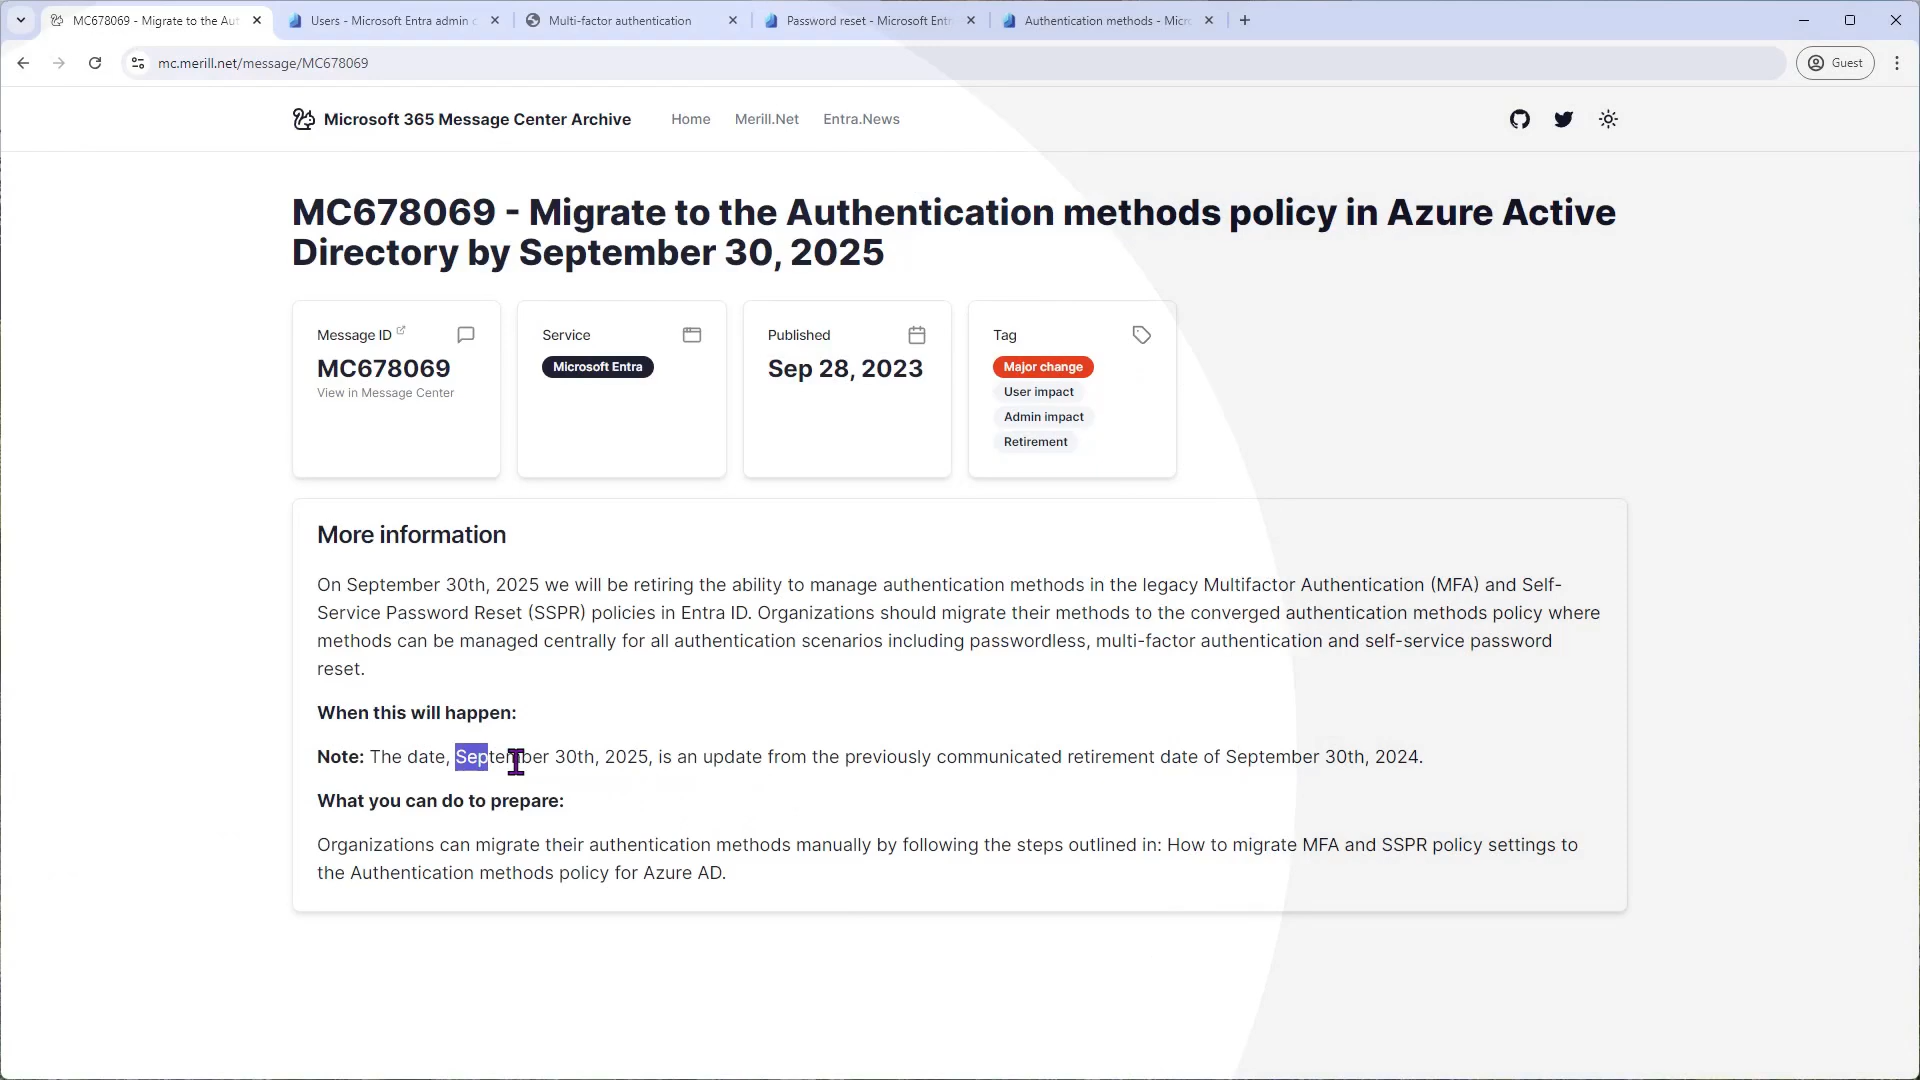 MC678069 - Migrate to the Aut
Users - Microsoft Entra admin c
Multi-factor authentication
Password reset - Microsoft Entr
Authentication methods - Micro
mc.merill.net/message/MC678069
Guest
Microsoft 365 Message Center Archive
Home
Merill.Net
Entra.News
MC678069 - Migrate to the Authentication methods policy in Azure Active
Directory by September 30, 2025
Message ID
MC678069
View in Message Center
Service
Microsoft Entra
Published
Sep 28, 2023
Tag
Major change
User impact
Admin impact
Retirement
More information
On September 30th, 2025 we will be retiring the ability to manage authentication methods in the legacy Multifactor Authentication (MFA) and Self-
Service Password Reset (SSPR) policies in Entra ID. Organizations should migrate their methods to the converged authentication methods policy where
methods can be managed centrally for all authentication scenarios including passwordless, multi-factor authentication and self-service password
reset.
When this will happen:
Note: The date, September 30th, 2025, is an update from the previously communicated retirement date of September 30th, 2024.
What you can do to prepare:
Organizations can migrate their authentication methods manually by following the steps outlined in: How to migrate MFA and SSPR policy settings to
the Authentication methods policy for Azure AD.